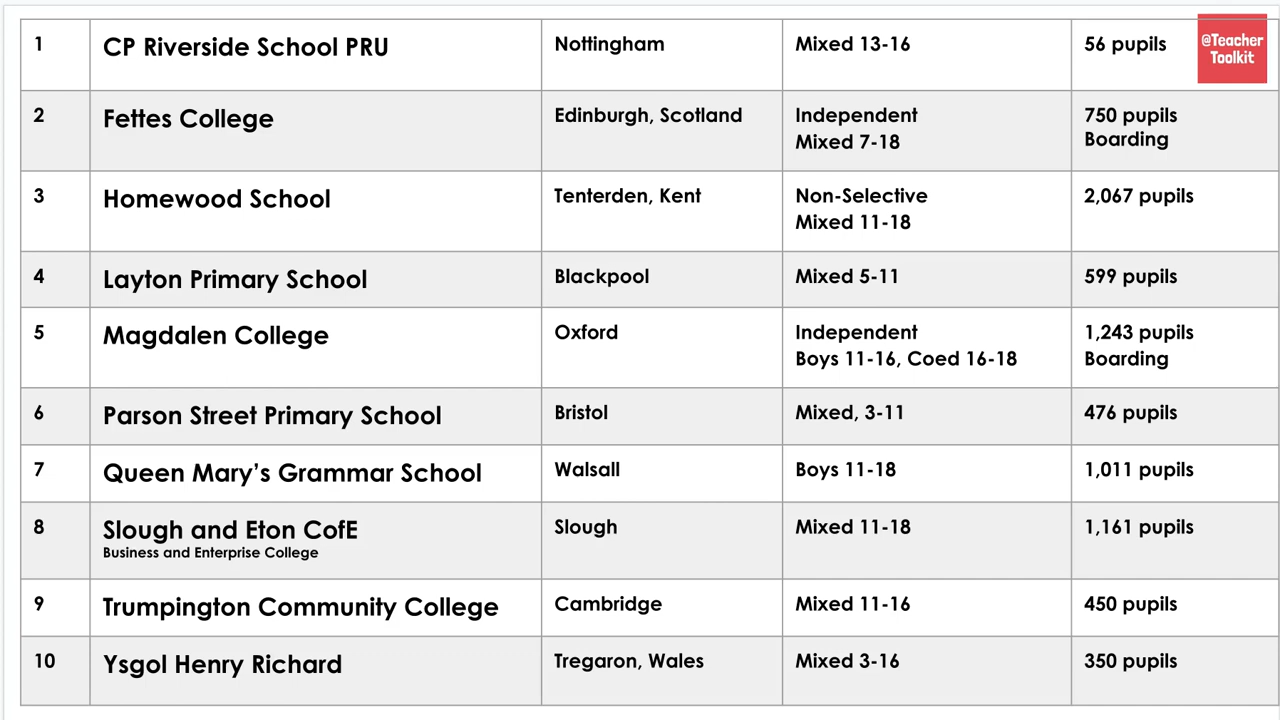 1 CP Riverside School PRU Nottingham Mixed 13-16 56 pupils
@Teacher
Toolkit
2 Fettes College Edinburgh, Scotland Independent 750 pupils
Mixed 7-18 Boarding
3 Homewood School Tenterden, Kent Non-Selective 2,067 pupils
Mixed 11-18
4 Layton Primary School Blackpool Mixed 5-11 599 pupils
5 Magdalen College Oxford Independent 1,243 pupils
Boys 11-16, Coed 16-18 Boarding
6 Parson Street Primary School Bristol Mixed, 3-11 476 pupils
7 Queen Mary’s Grammar School Walsall Boys 11-18 1,011 pupils
8 Slough and Eton CofE Slough Mixed 11-18 1,161 pupils
Business and Enterprise College
9 Trumpington Community College Cambridge Mixed 11-16 450 pupils
10 Ysgol Henry Richard Tregaron, Wales Mixed 3-16 350 pupils